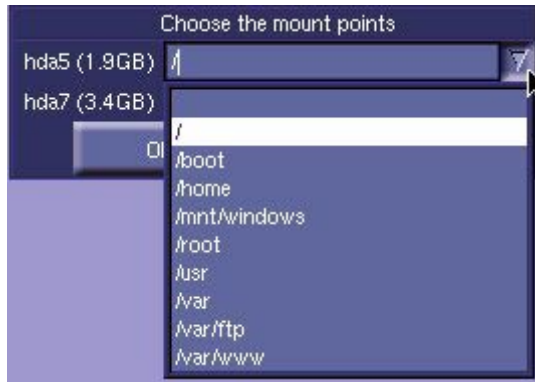 Choose the mount points
hda5 (1.9GB) /
hda7 (3.4GB)
/
/boot
/home
/mnt/windows
/root
/usr
/var
/var/ftp
/var/www